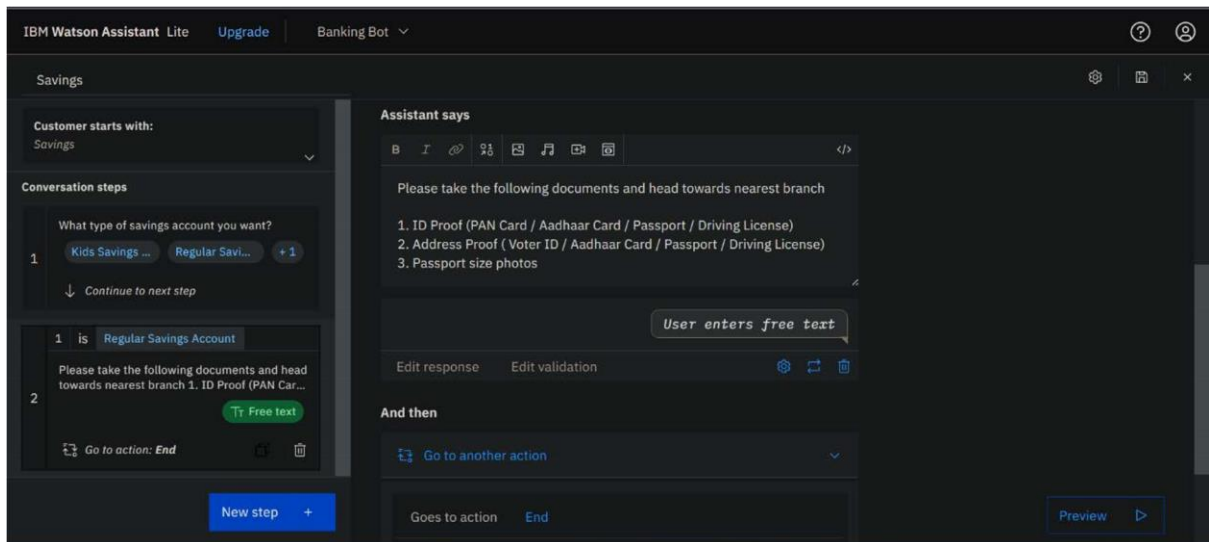 IBM Watson Assistant Lite Upgrade Banking Bot
Savings
Customer starts with:
Savings
Conversation steps
1
What type of savings account you want?
Kids Savings ... Regular Savi... + 1
Continue to next step
2
1 is Regular Savings Account
Please take the following documents and head
towards nearest branch 1. ID Proof (PAN Car...
TT Free text
Go to action: End
New step +
Assistant says
B I </>
Please take the following documents and head towards nearest branch
1. ID Proof (PAN Card / Aadhaar Card / Passport / Driving License)
2. Address Proof ( Voter ID / Aadhaar Card / Passport / Driving License)
3. Passport size photos
User enters free text
Edit response Edit validation
And then
Go to another action
Goes to action End
Preview